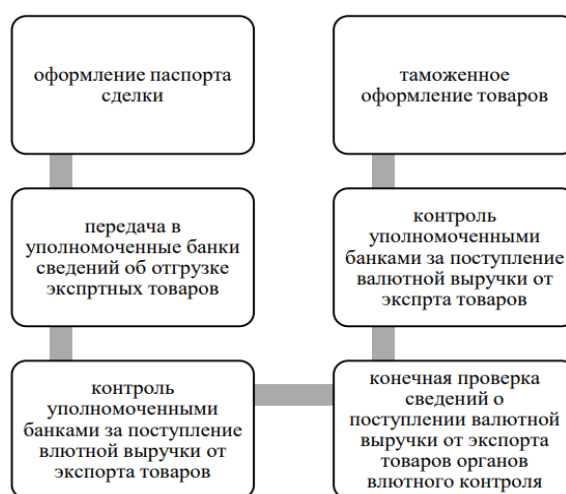 оформление паспорта
сделки
передача в
уполномоченные банки
сведений об отгрузке
экспртных товаров
контроль
уполномоченными
банками за поступление
влютной выручки от
экспорта товаров
конечная проверка
сведений о
поступлении валютной
выручки от экспорта
товаров органов
влютного контроля
контроль
уполномоченными
банками за поступление
валютной выручки от
экспрта товаров
таможенное
оформление товаров